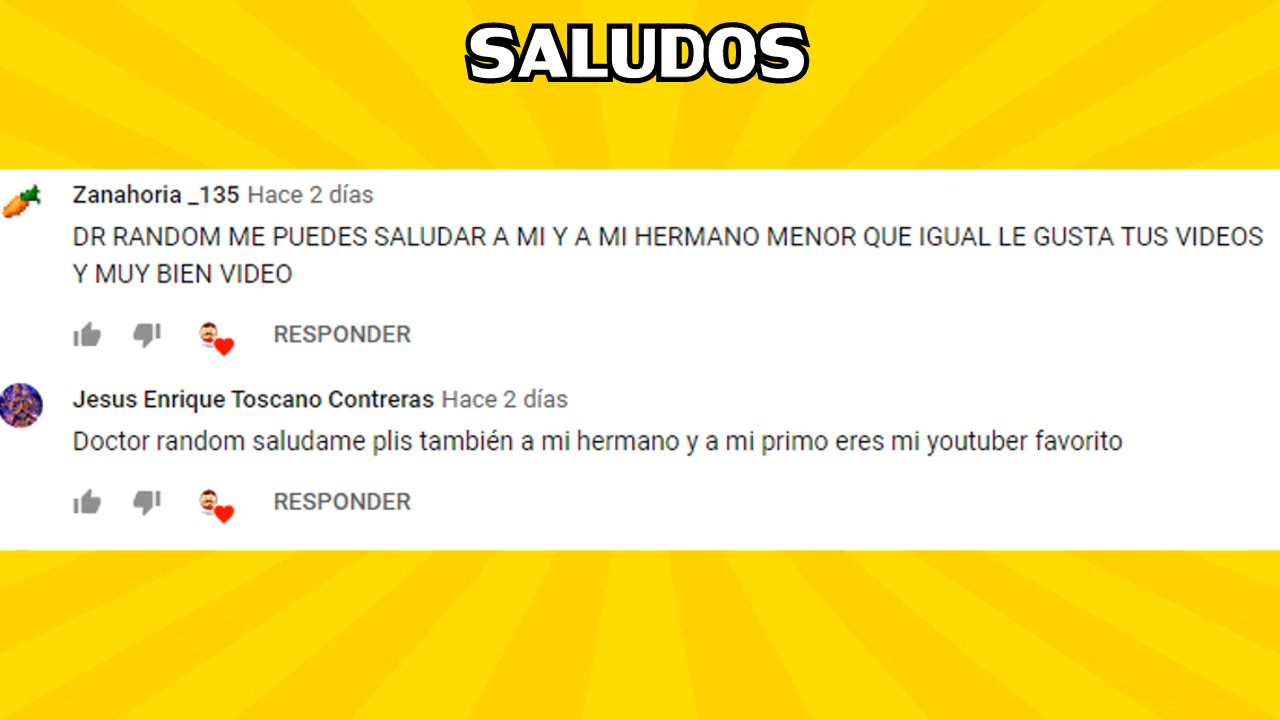 SALUDOS
Zanahoria _135 Hace 2 días
DR RANDOM ME PUEDES SALUDAR A MI Y A MI HERMANO MENOR QUE IGUAL LE GUSTA TUS VIDEOS
Y MUY BIEN VIDEO
RESPONDER
Jesus Enrique Toscano Contreras Hace 2 días
Doctor random saludame plis también a mi hermano y a mi primo eres mi youtuber favorito
RESPONDER